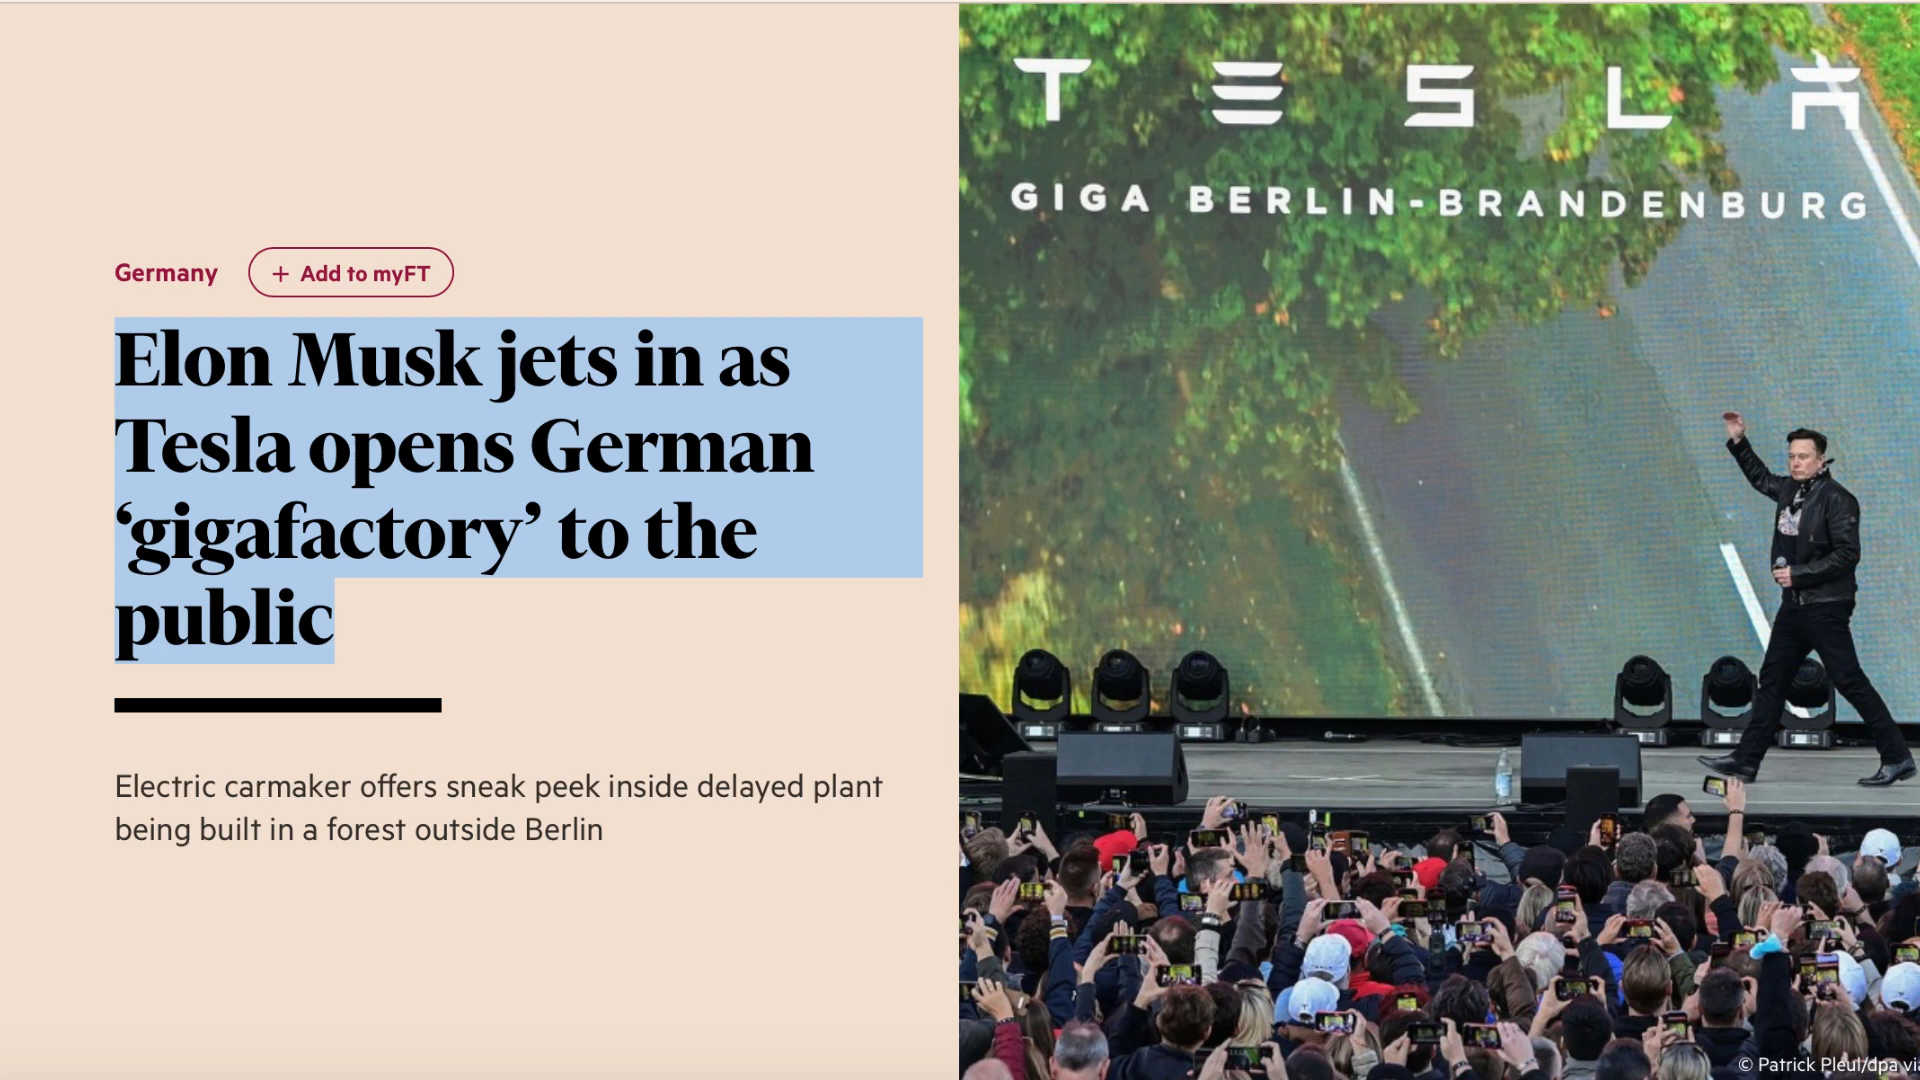 Germany
+ Add to myFT
Elon Musk jets in as
Tesla opens German
‘gigafactory’ to the
public
Electric carmaker offers sneak peek inside delayed plant
being built in a forest outside Berlin
TESLA
GIGA BERLIN-BRANDENBURG
© Patrick Pleul/dpa via